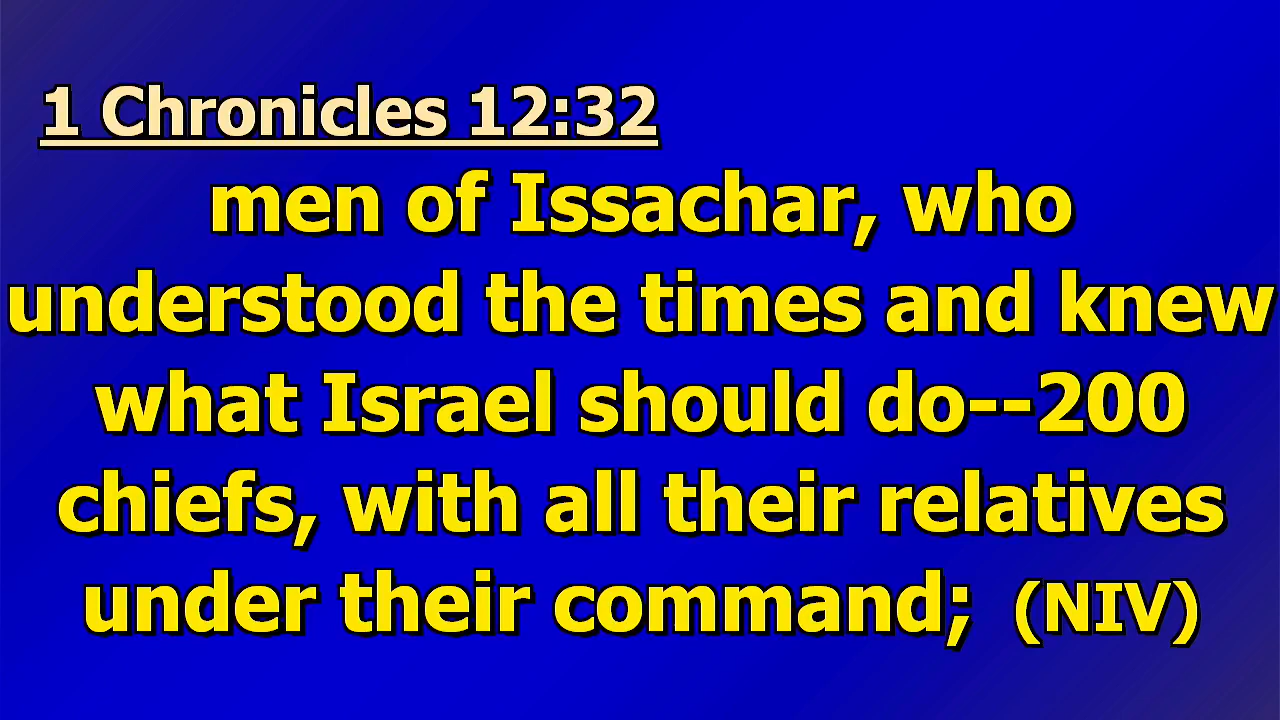 1 Chronicles 12:32
men of Issachar, who
understood the times and knew
what Israel should do--200
chiefs, with all their relatives
under their command; (NIV)